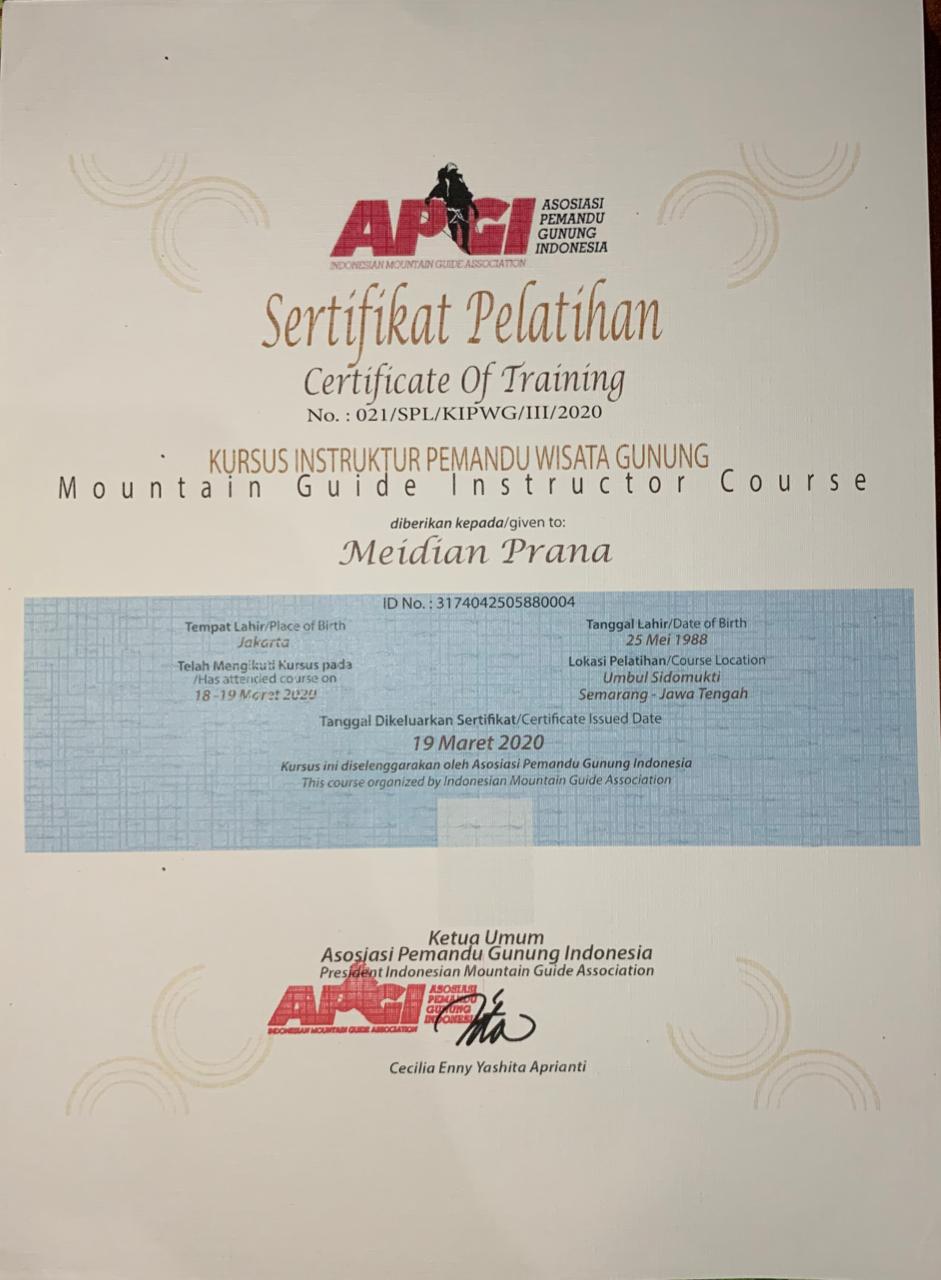 APGI
ASOSIASI
PEMANDU
GUNUNG
INDONESIA
INDONESIAN MOUNTAIN GUIDE ASSOCIATION
Sertifikat Pelatihan
Certificate Of Training
No. : 021/SPL/KIPWG/III/2020
KURSUS INSTRUKTUR PEMANDU WISATA GUNUNG
Mountain Guide Instructor Course
diberikan kepada/given to:
Meidian Prana
ID No. : 3174042505880004
Tempat Lahir/Place of Birth
Jakarta
Tanggal Lahir/Date of Birth
25 Mei 1988
Telah Mengikuti Kursus pada
/Has attended course on
18-19 Maret 2020
Lokasi Pelatihan/Course Location
Umbul Sidomukti
Semarang - Jawa Tengah
Tanggal Dikeluarkan Sertifikat/Certificate Issued Date
19 Maret 2020
Kursus ini diselenggarakan oleh Asosiasi Pemandu Gunung Indonesia
This course organized by Indonesian Mountain Guide Association
Ketua Umum
Asosiasi Pemandu Gunung Indonesia
President Indonesian Mountain Guide Association
APGI
ASOSIASI
PEMANDU
GUNUNG
INDONESIA
INDONESIAN MOUNTAIN GUIDE ASSOCIATION
Cecilia Enny Yashita Aprianti